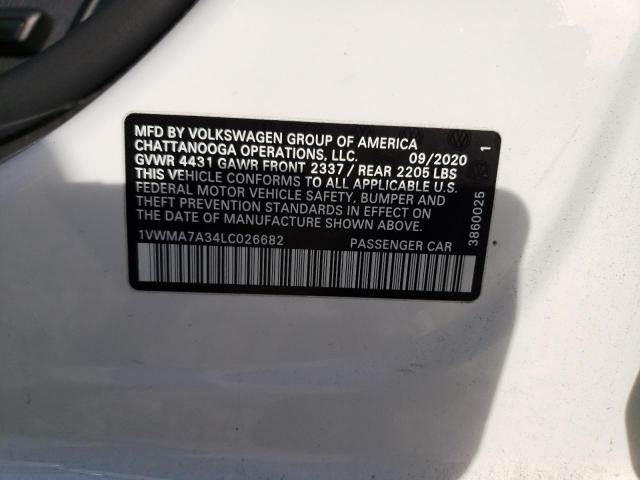 MFD BY VOLKSWAGEN GROUP OF AMERICA
CHATTANOOGA OPERATIONS, LLC. 09/2020
GVWR 4431 GAWR FRONT 2337 / REAR 2205 LBS
THIS VEHICLE CONFORMS TO ALL APPLICABLE U.S.
FEDERAL MOTOR VEHICLE SAFETY, BUMPER AND
THEFT PREVENTION STANDARDS IN EFFECT ON
THE DATE OF MANUFACTURE SHOWN ABOVE.
1VWMA7A34LC026682 PASSENGER CAR
3860025 1